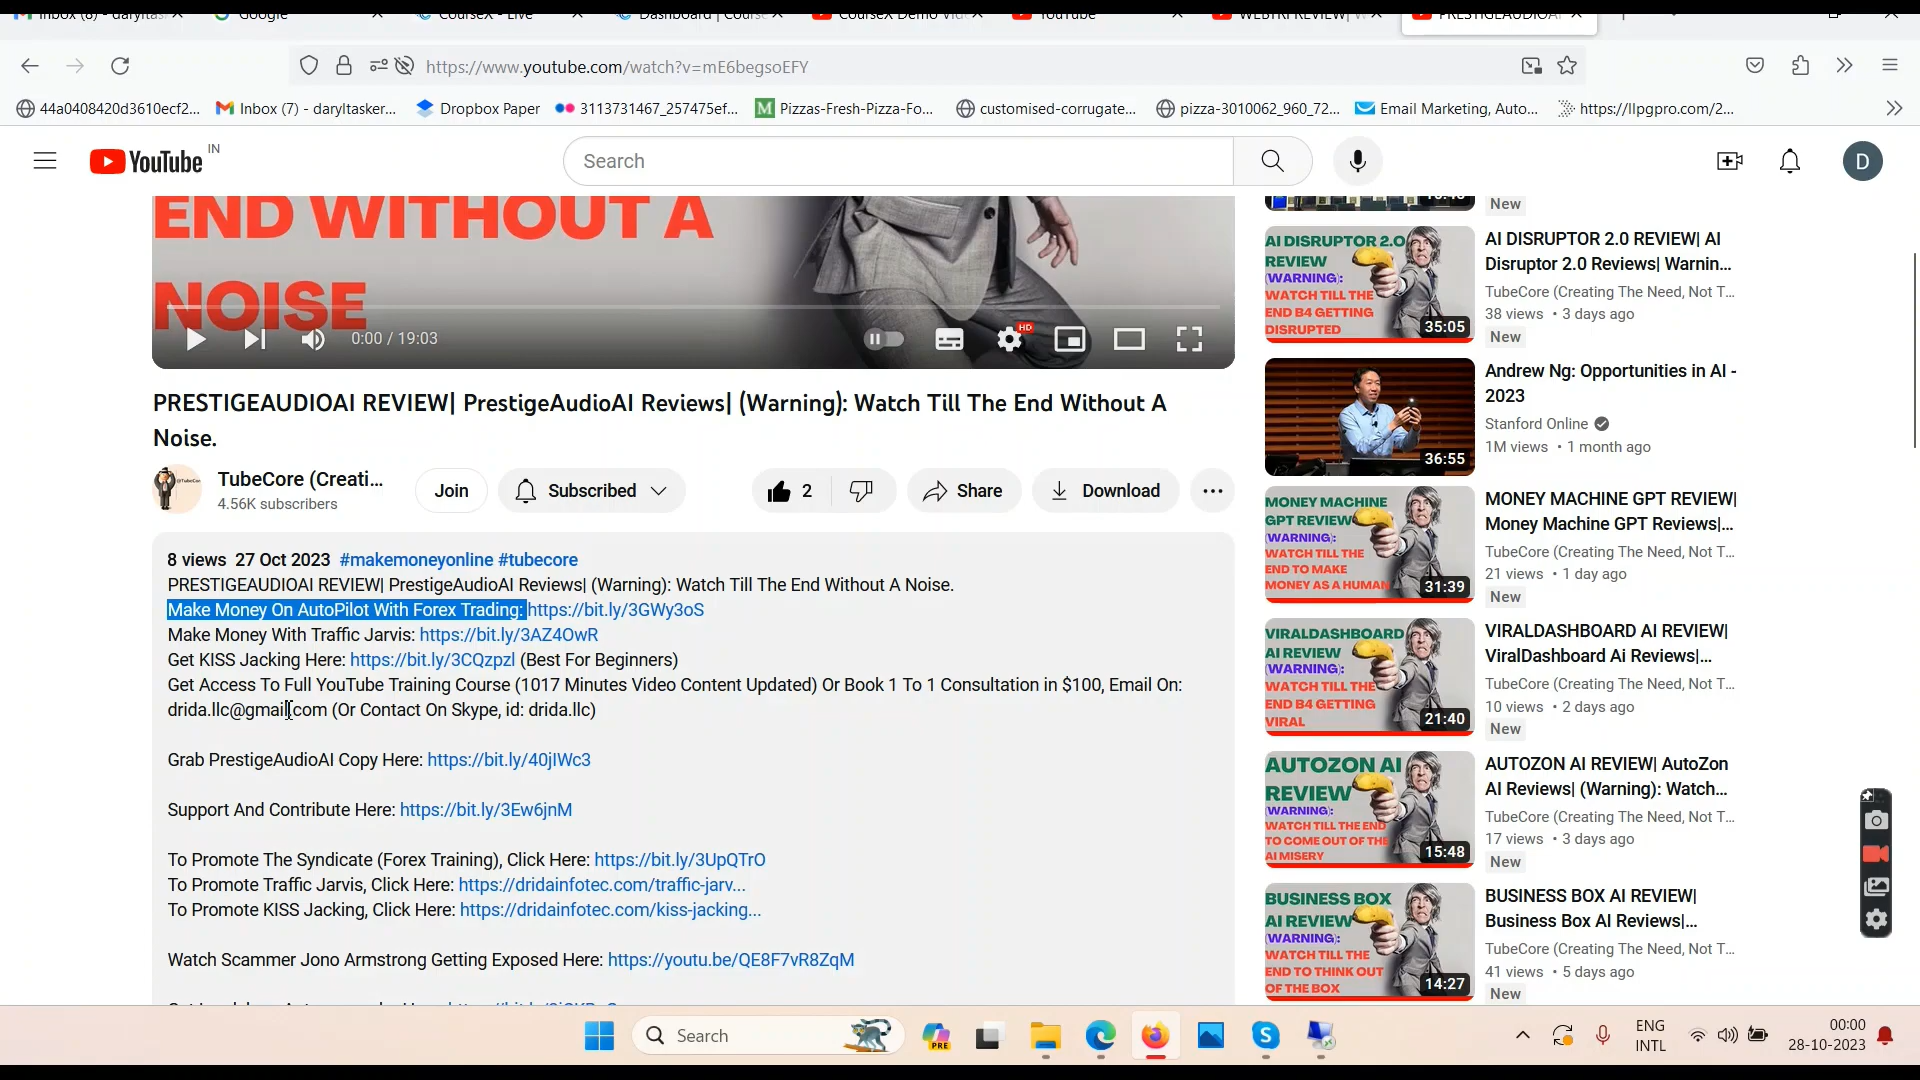 Inbox (8) - daryltas
Google
CourseX - Live
Dashboard | Course
CourseX Demo Vide
YouTube
WEBTRI REVIEW| W
PRESTIGEAUDIOAI
https://www.youtube.com/watch?v=mE6begsoEFY
44a0408420d3610ecf2...
Inbox (7) - daryltasker...
Dropbox Paper
3113731467_257475ef...
Pizzas-Fresh-Pizza-Fo...
customised-corrugate...
pizza-3010062_960_72...
Email Marketing, Auto...
https://llpgpro.com/2...
YouTube IN
Search
D
END WITHOUT A
NOISE
0:00 / 19:03
HD
PRESTIGEAUDIOAI REVIEW| PrestigeAudioAI Reviews| (Warning): Watch Till The End Without A
Noise.
TubeCore (Creati...
4.56K subscribers
Join
Subscribed
2
Share
Download
8 views 27 Oct 2023 #makemoneyonline #tubecore
PRESTIGEAUDIOAI REVIEW| PrestigeAudioAI Reviews| (Warning): Watch Till The End Without A Noise.
Make Money On AutoPilot With Forex Trading: https://bit.ly/3GWy3oS
Make Money With Traffic Jarvis: https://bit.ly/3AZ4OwR
Get KISS Jacking Here: https://bit.ly/3CQzpzl (Best For Beginners)
Get Access To Full YouTube Training Course (1017 Minutes Video Content Updated) Or Book 1 To 1 Consultation in $100, Email On:
drida.llc@gmail.com (Or Contact On Skype, id: drida.llc)
Grab PrestigeAudioAI Copy Here: https://bit.ly/40jIWc3
Support And Contribute Here: https://bit.ly/3Ew6jnM
To Promote The Syndicate (Forex Training), Click Here: https://bit.ly/3UpQTrO
To Promote Traffic Jarvis, Click Here: https://dridainfotec.com/traffic-jarv...
To Promote KISS Jacking, Click Here: https://dridainfotec.com/kiss-jacking...
Watch Scammer Jono Armstrong Getting Exposed Here: https://youtu.be/QE8F7vR8ZqM
New
AI DISRUPTOR 2.0
REVIEW
(WARNING):
WATCH TILL THE
END B4 GETTING
DISRUPTED
35:05
AI DISRUPTOR 2.0 REVIEW| AI
Disruptor 2.0 Reviews| Warnin...
TubeCore (Creating The Need, Not T...
38 views • 3 days ago
New
36:55
Andrew Ng: Opportunities in AI -
2023
Stanford Online
1M views • 1 month ago
MONEY MACHINE
GPT REVIEW
(WARNING):
WATCH TILL THE
END TO MAKE
MONEY AS A HUMAN
31:39
MONEY MACHINE GPT REVIEW|
Money Machine GPT Reviews|...
TubeCore (Creating The Need, Not T...
21 views • 1 day ago
New
VIRALDASHBOARD
AI REVIEW
(WARNING):
WATCH TILL THE
END B4 GETTING
VIRAL
21:40
VIRALDASHBOARD AI REVIEW|
ViralDashboard Ai Reviews|...
TubeCore (Creating The Need, Not T...
10 views • 2 days ago
New
AUTOZON AI
REVIEW
(WARNING):
WATCH TILL THE END
TO COME OUT OF THE
AI MISERY
15:48
AUTOZON AI REVIEW| AutoZon
AI Reviews| (Warning): Watch...
TubeCore (Creating The Need, Not T...
17 views • 3 days ago
New
BUSINESS BOX
AI REVIEW
(WARNING):
WATCH TILL THE
END TO THINK OUT
OF THE BOX
14:27
BUSINESS BOX AI REVIEW|
Business Box AI Reviews|...
TubeCore (Creating The Need, Not T...
41 views • 5 days ago
New
Search
PRE
ENG
INTL
00:00
28-10-2023